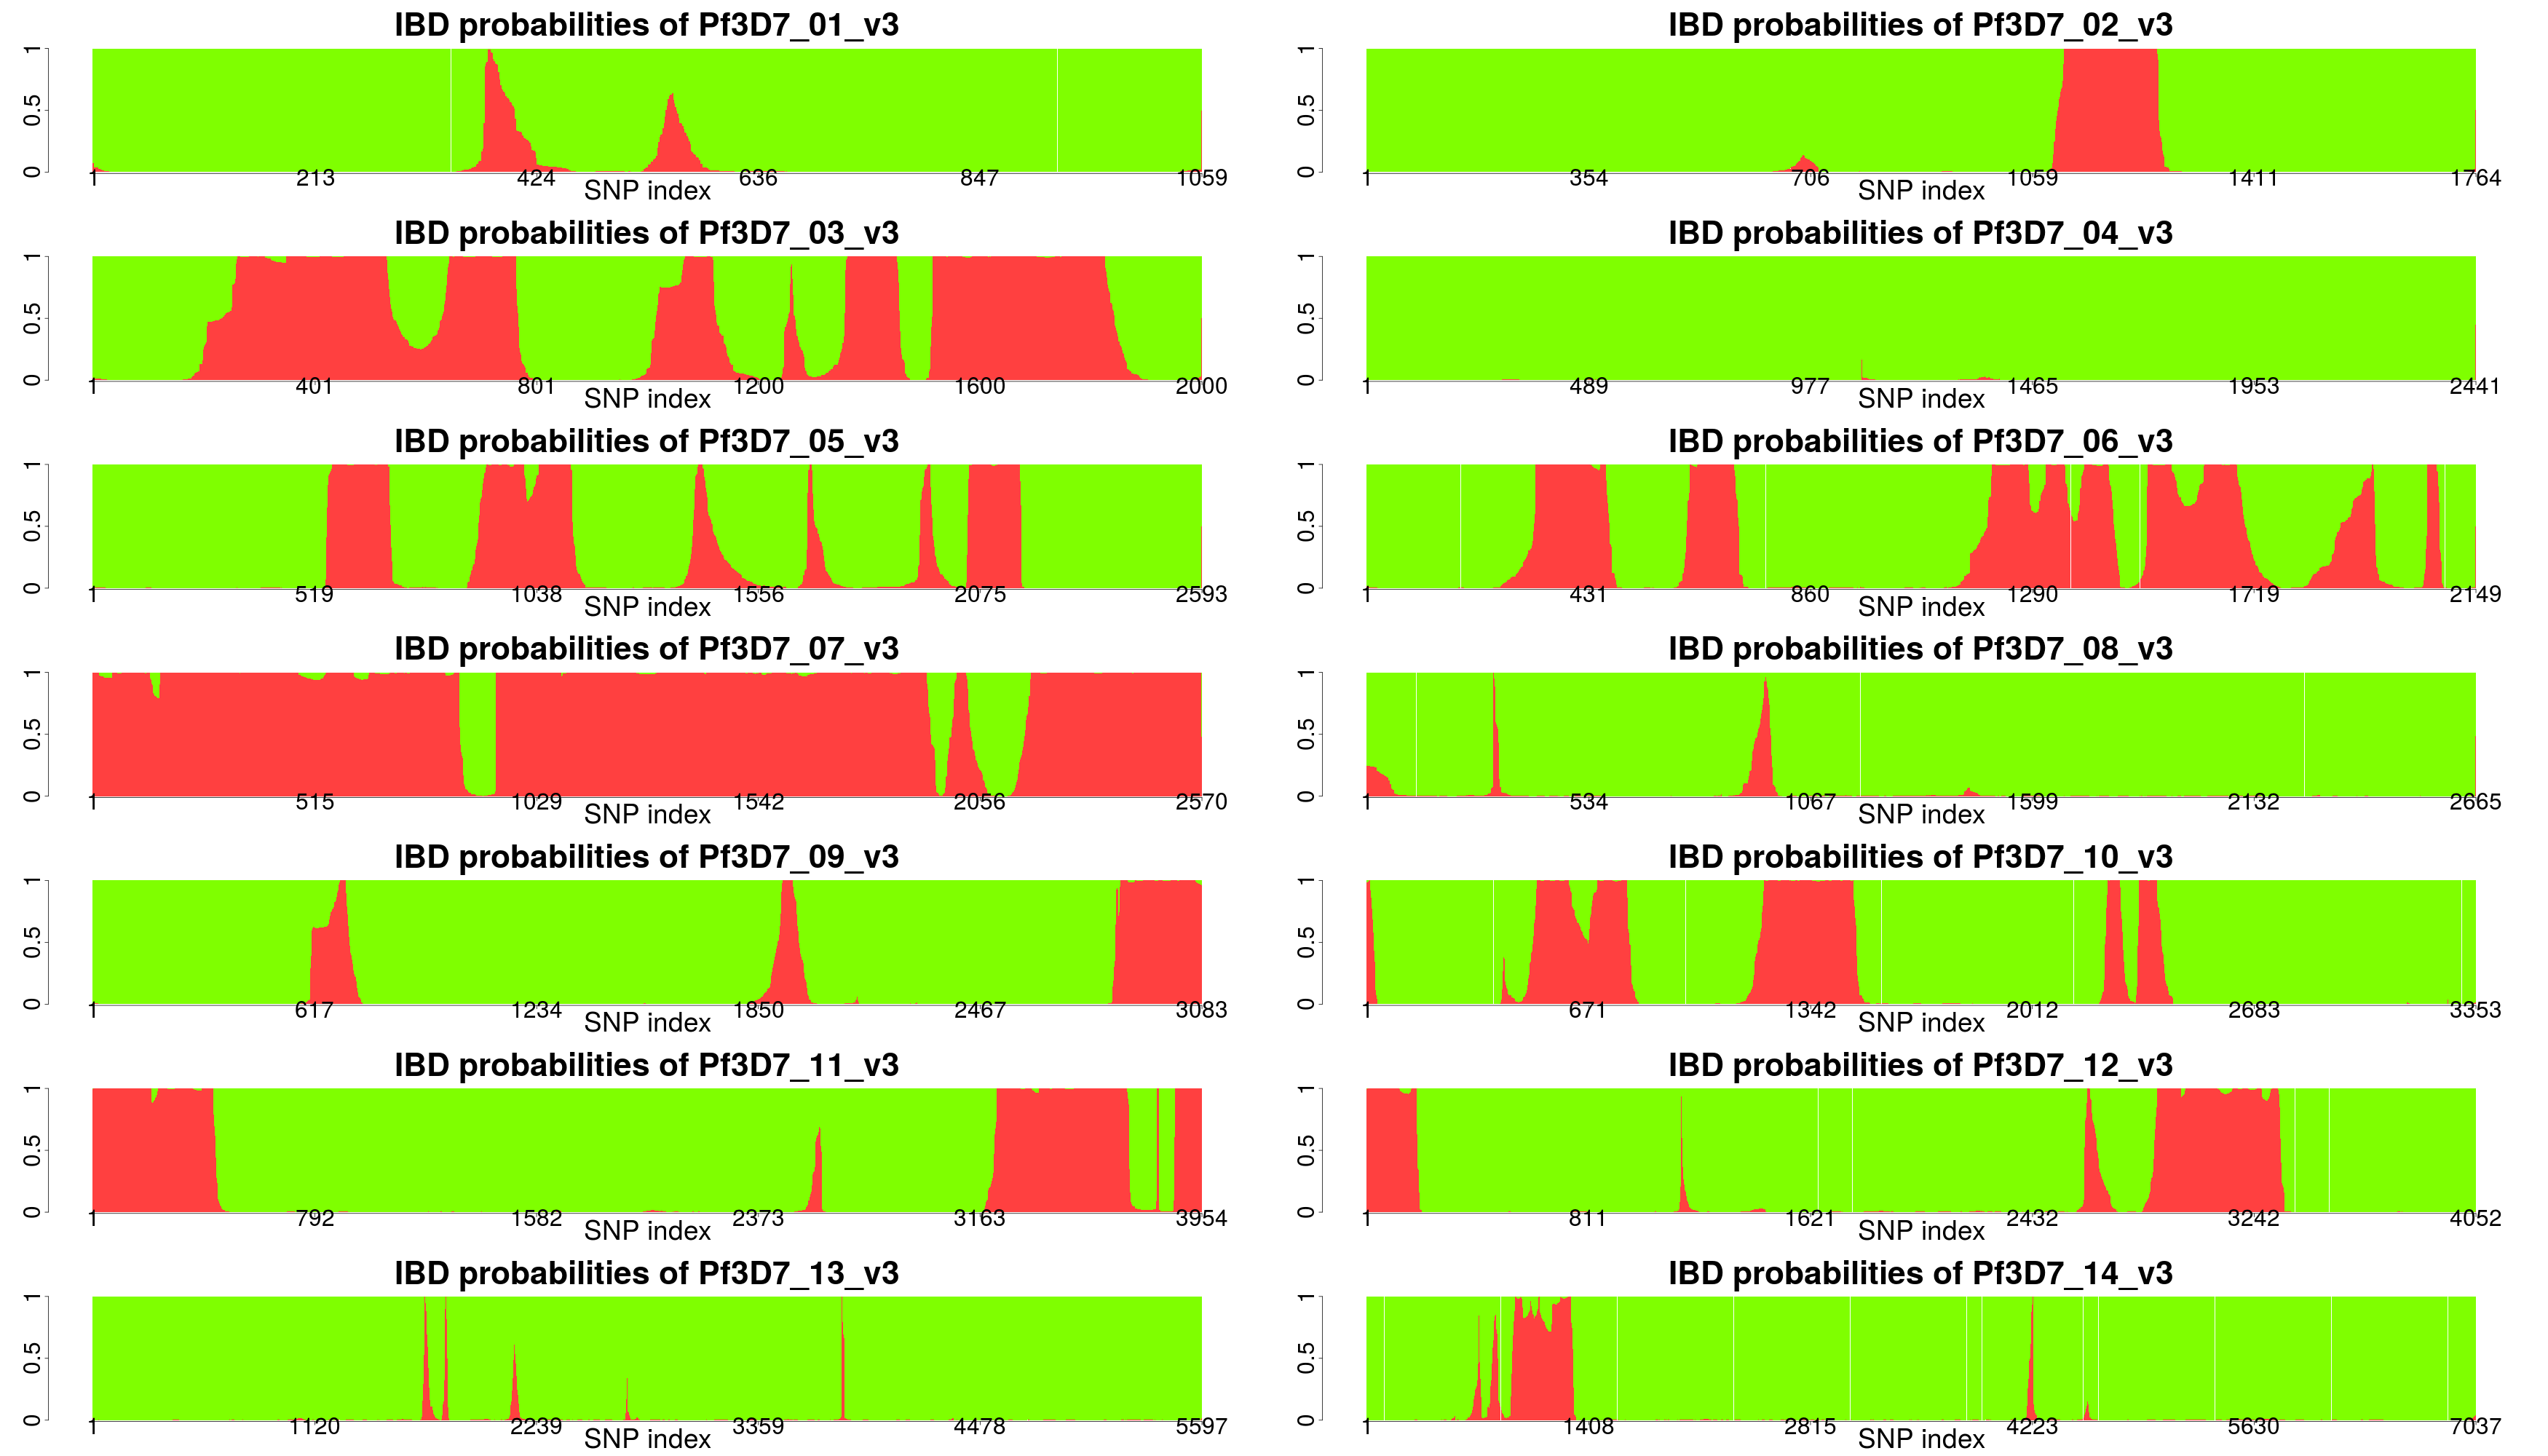 IBD probabilities of Pf3D7_01_v3
1
0.5
0
1 213 424 636 847 1059
SNP index
IBD probabilities of Pf3D7_02_v3
1
0.5
0
1 354 706 1059 1411 1764
SNP index
IBD probabilities of Pf3D7_03_v3
1
0.5
0
1 401 801 1200 1600 2000
SNP index
IBD probabilities of Pf3D7_04_v3
1
0.5
0
1 489 977 1465 1953 2441
SNP index
IBD probabilities of Pf3D7_05_v3
1
0.5
0
1 519 1038 1556 2075 2593
SNP index
IBD probabilities of Pf3D7_06_v3
1
0.5
0
1 431 860 1290 1719 2149
SNP index
IBD probabilities of Pf3D7_07_v3
1
0.5
0
1 515 1029 1542 2056 2570
SNP index
IBD probabilities of Pf3D7_08_v3
1
0.5
0
1 534 1067 1599 2132 2665
SNP index
IBD probabilities of Pf3D7_09_v3
1
0.5
0
1 617 1234 1850 2467 3083
SNP index
IBD probabilities of Pf3D7_10_v3
1
0.5
0
1 671 1342 2012 2683 3353
SNP index
IBD probabilities of Pf3D7_11_v3
1
0.5
0
1 792 1582 2373 3163 3954
SNP index
IBD probabilities of Pf3D7_12_v3
1
0.5
0
1 811 1621 2432 3242 4052
SNP index
IBD probabilities of Pf3D7_13_v3
1
0.5
0
1 1120 2239 3359 4478 5597
SNP index
IBD probabilities of Pf3D7_14_v3
1
0.5
0
1 1408 2815 4223 5630 7037
SNP index